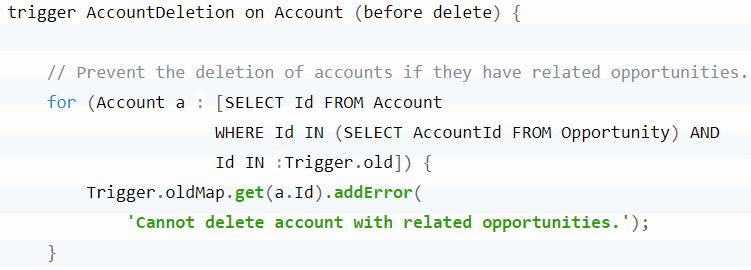 trigger AccountDeletion on Account (before delete) {
// Prevent the deletion of accounts if they have related opportunities.
for (Account a : [SELECT Id FROM Account
WHERE Id IN (SELECT AccountId FROM Opportunity) AND
Id IN :Trigger.old]) {
Trigger.oldMap.get(a.Id).addError(
'Cannot delete account with related opportunities.');
}